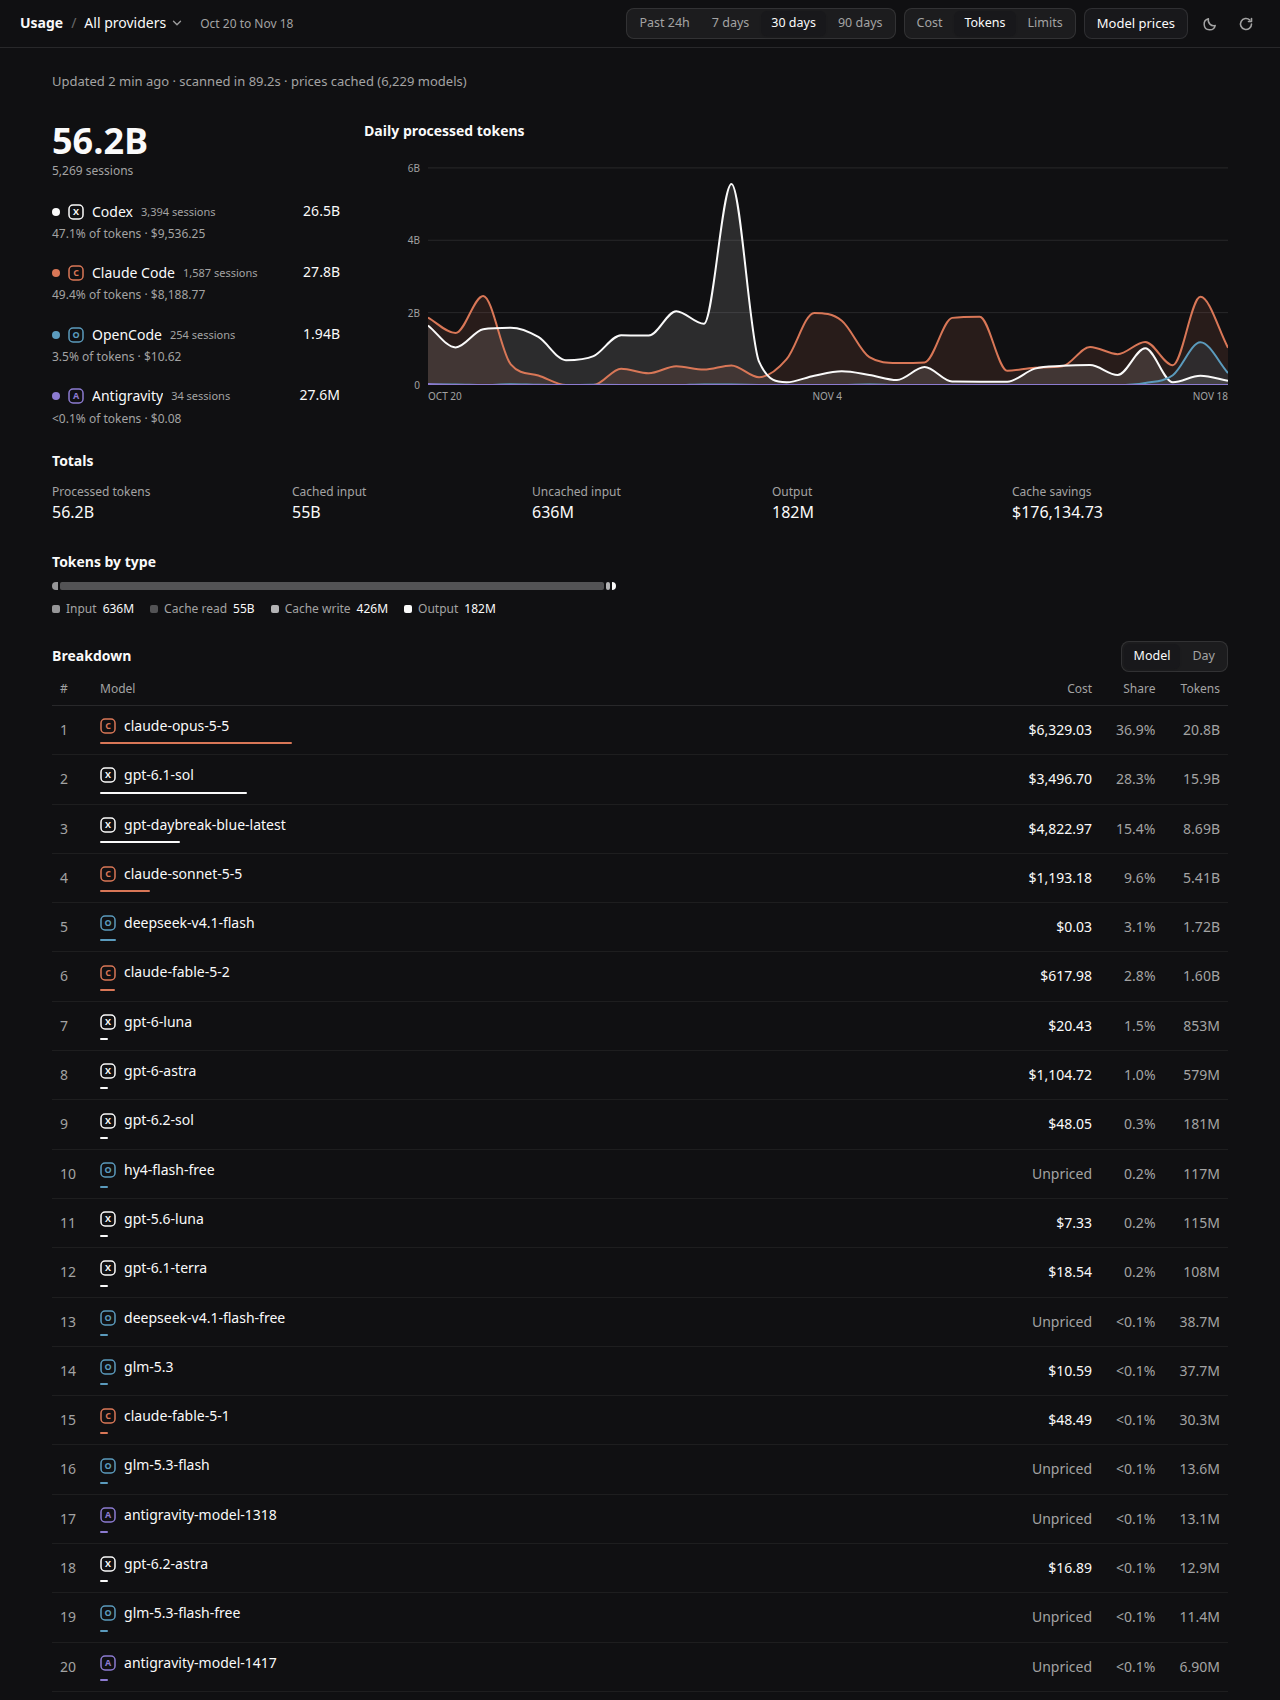 Usage / All providers Oct 20 to Nov 18 Past 24h 7 days 30 days 90 days Cost Tokens Limits Model prices
Updated 2 min ago · scanned in 89.2s · prices cached (6,229 models)
56.2B
5,269 sessions
X Codex 3,394 sessions 26.5B
47.1% of tokens · $9,536.25
C Claude Code 1,587 sessions 27.8B
49.4% of tokens · $8,188.77
O OpenCode 254 sessions 1.94B
3.5% of tokens · $10.62
A Antigravity 34 sessions 27.6M
<0.1% of tokens · $0.08
Daily processed tokens
6B
4B
2B
0
OCT 20 NOV 4 NOV 18
Totals
Processed tokens Cached input Uncached input Output Cache savings
56.2B 55B 636M 182M $176,134.73
Tokens by type
Input 636M Cache read 55B Cache write 426M Output 182M
Breakdown Model Day
# Model Cost Share Tokens
1 C claude-opus-5-5 $6,329.03 36.9% 20.8B
2 X gpt-6.1-sol $3,496.70 28.3% 15.9B
3 X gpt-daybreak-blue-latest $4,822.97 15.4% 8.69B
4 C claude-sonnet-5-5 $1,193.18 9.6% 5.41B
5 O deepseek-v4.1-flash $0.03 3.1% 1.72B
6 C claude-fable-5-2 $617.98 2.8% 1.60B
7 X gpt-6-luna $20.43 1.5% 853M
8 X gpt-6-astra $1,104.72 1.0% 579M
9 X gpt-6.2-sol $48.05 0.3% 181M
10 O hy4-flash-free Unpriced 0.2% 117M
11 X gpt-5.6-luna $7.33 0.2% 115M
12 X gpt-6.1-terra $18.54 0.2% 108M
13 O deepseek-v4.1-flash-free Unpriced <0.1% 38.7M
14 O glm-5.3 $10.59 <0.1% 37.7M
15 C claude-fable-5-1 $48.49 <0.1% 30.3M
16 O glm-5.3-flash Unpriced <0.1% 13.6M
17 A antigravity-model-1318 Unpriced <0.1% 13.1M
18 X gpt-6.2-astra $16.89 <0.1% 12.9M
19 O glm-5.3-flash-free Unpriced <0.1% 11.4M
20 A antigravity-model-1417 Unpriced <0.1% 6.90M